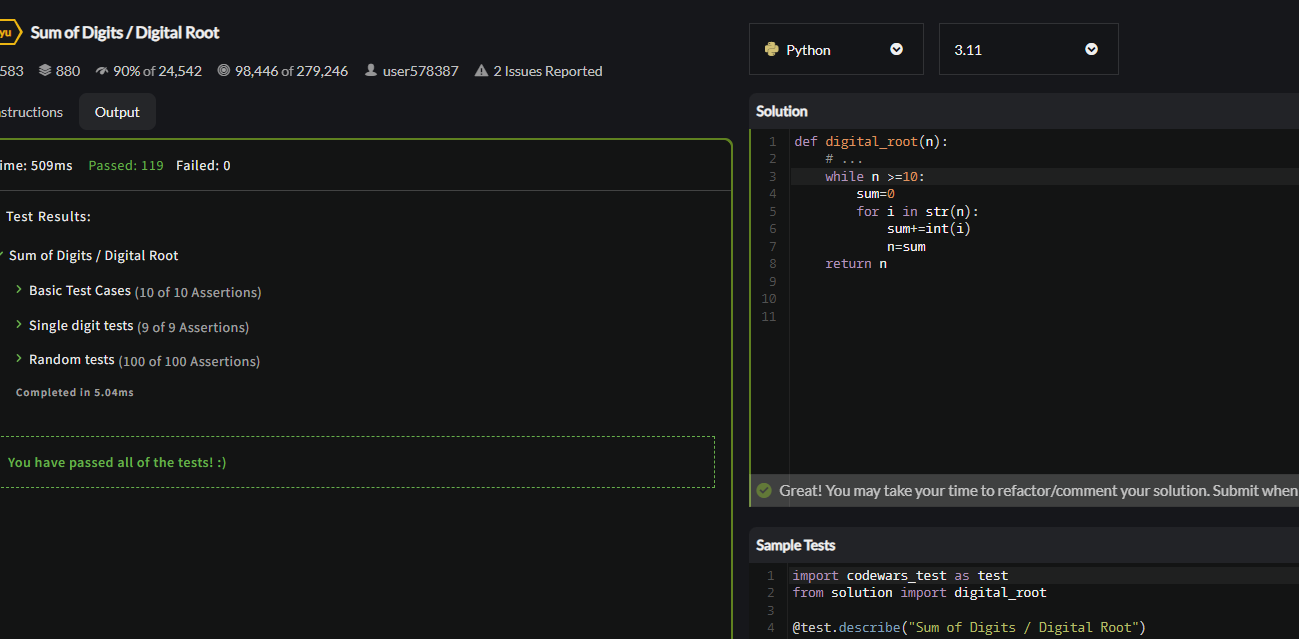 yu Sum of Digits / Digital Root
583 880 90% of 24,542 98,446 of 279,246 user578387 2 Issues Reported
nstructions Output
ime: 509ms Passed: 119 Failed: 0
Test Results:
Sum of Digits / Digital Root
Basic Test Cases (10 of 10 Assertions)
Single digit tests (9 of 9 Assertions)
Random tests (100 of 100 Assertions)
Completed in 5.04ms
You have passed all of the tests! :)
Python 3.11
Solution
1 def digital_root(n):
2     # ...
3     while n >=10:
4         sum=0
5         for i in str(n):
6             sum+=int(i)
7             n=sum
8     return n
9
10
11
Great! You may take your time to refactor/comment your solution. Submit when
Sample Tests
1 import codewars_test as test
2 from solution import digital_root
3
4 @test.describe("Sum of Digits / Digital Root")